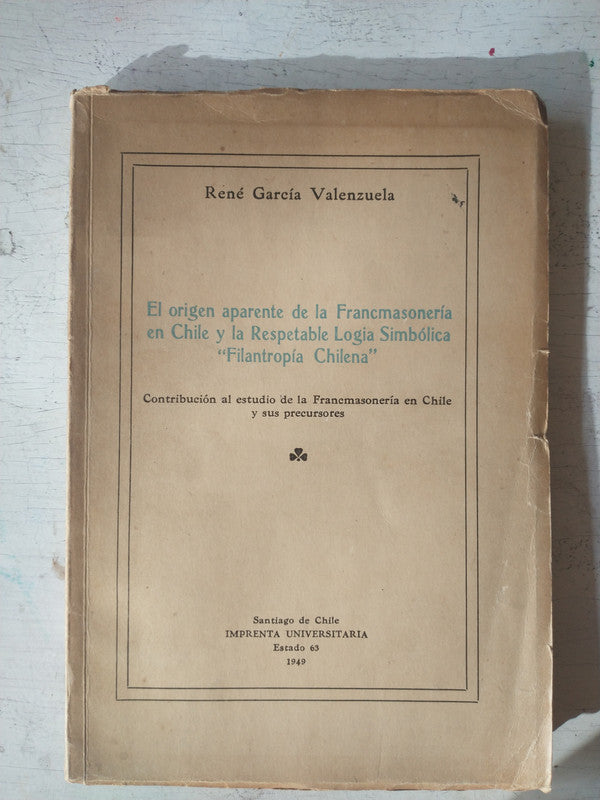 René García Valenzuela
El origen aparente de la Francmasonería
en Chile y la Respetable Logia Simbólica
“Filantropía Chilena”
Contribución al estudio de la Francmasonería en Chile
y sus precursores
Santiago de Chile
IMPRENTA UNIVERSITARIA
Estado 63
1949